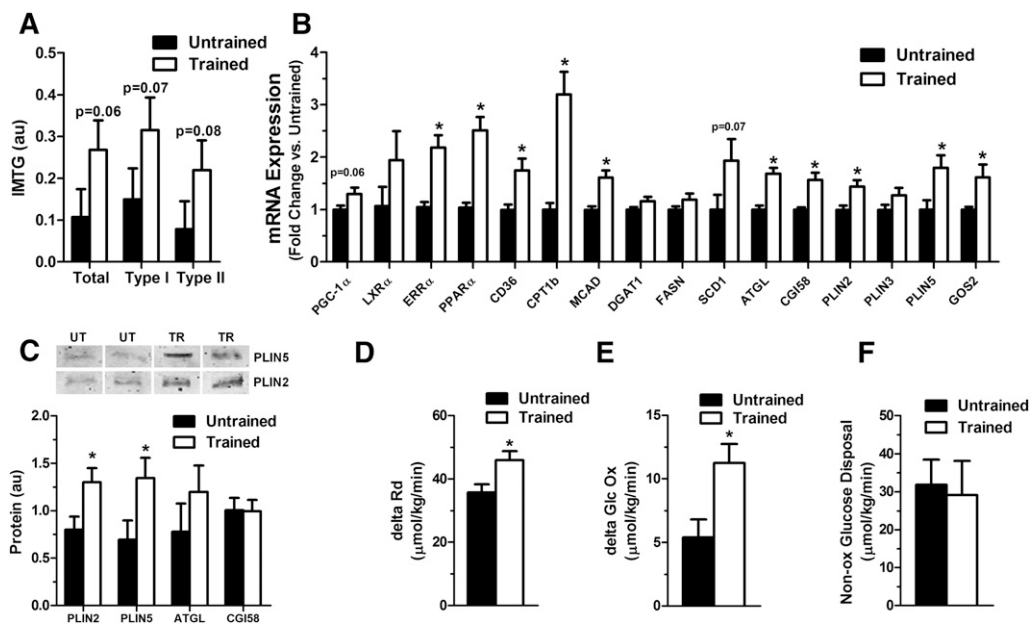 A
Untrained
Trained
IMTG (au)
0.5
0.4
0.3
0.2
0.1
0.0
p=0.06
p=0.07
p=0.08
Total
Type I
Type II
B
Untrained
Trained
mRNA Expression
(Fold Change vs. Untrained)
4
3
2
1
0
p=0.06
*
*
*
*
*
p=0.07
*
*
*
*
*
PGC-1α
LXRα
ERRα
PPARα
CD36
CPT1b
MCAD
DGAT1
FASN
SCD1
ATGL
CGI58
PLIN2
PLIN3
PLIN5
GOS2
C
UT
UT
TR
TR
PLIN5
PLIN2
Untrained
Trained
Protein (au)
2.0
1.5
1.0
0.5
0.0
*
*
PLIN2
PLIN5
ATGL
CGI58
D
Untrained
Trained
delta Rd
(μmol/kg/min)
60
40
20
0
*
E
Untrained
Trained
delta Glc Ox
(μmol/kg/min)
15
10
5
0
*
F
Untrained
Trained
Non-ox Glucose Disposal
(μmol/kg/min)
50
40
30
20
10
0